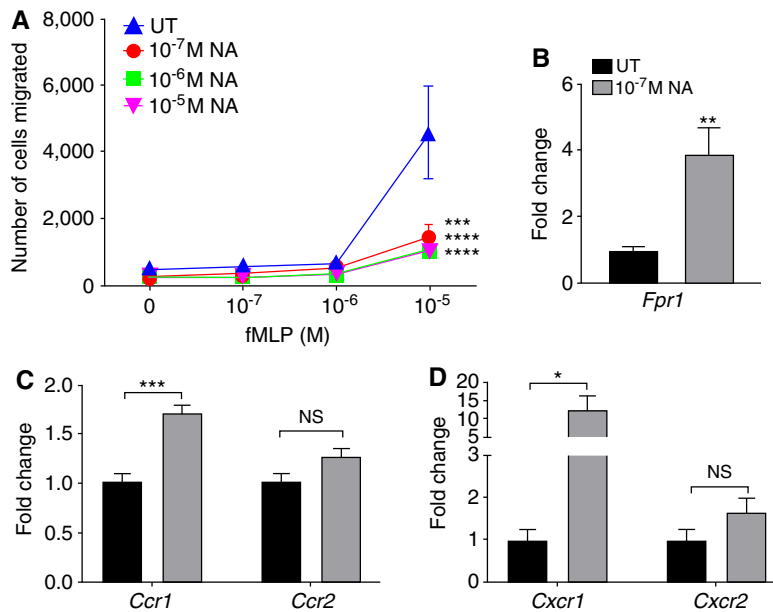 A
UT
10-7M NA
10-6M NA
10-5M NA
Number of cells migrated
8,000
6,000
4,000
2,000
0
***
****
****
0 10-7 10-6 10-5
fMLP (M)
B
UT
10-7M NA
Fold change
6
4
2
0
**
Fpr1
C
Fold change
2.0
1.5
1.0
0.5
0.0
***
NS
Ccr1 Ccr2
D
Fold change
20
15
10
5
3
2
1
0
*
NS
Cxcr1 Cxcr2